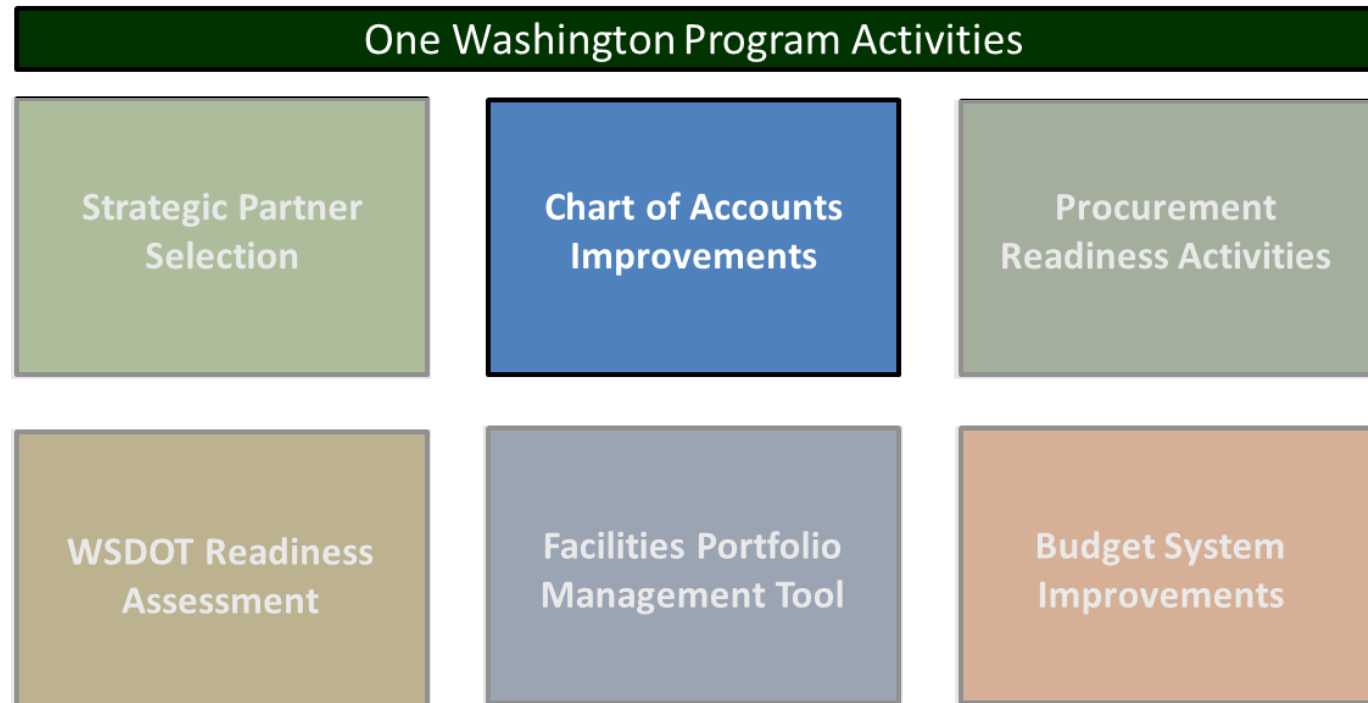 One Washington Program Activities
Strategic Partner
Selection
Chart of Accounts
Improvements
Procurement
Readiness Activities
WSDOT Readiness
Assessment
Facilities Portfolio
Management Tool
Budget System
Improvements